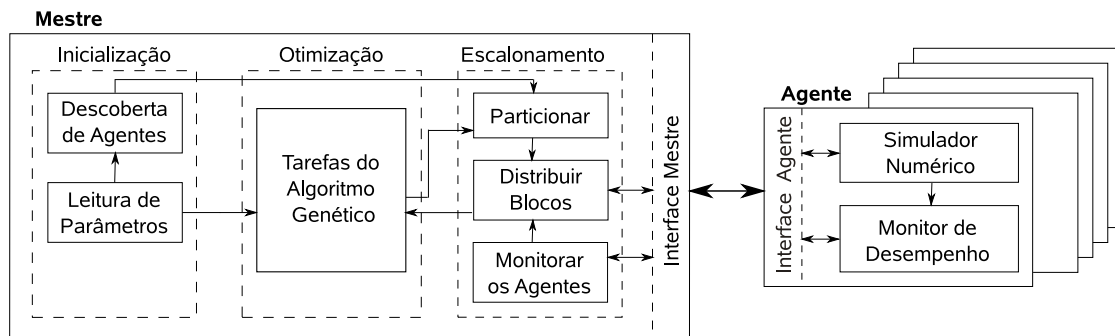 Mestre
Inicialização
Descoberta
de Agentes
Leitura de
Parâmetros
Otimização
Tarefas do
Algoritmo
Genético
Escalonamento
Particionar
Distribuir
Blocos
Monitorar
os Agentes
Interface Mestre
Agente
Interface Agente
Simulador
Numérico
Monitor de
Desempenho